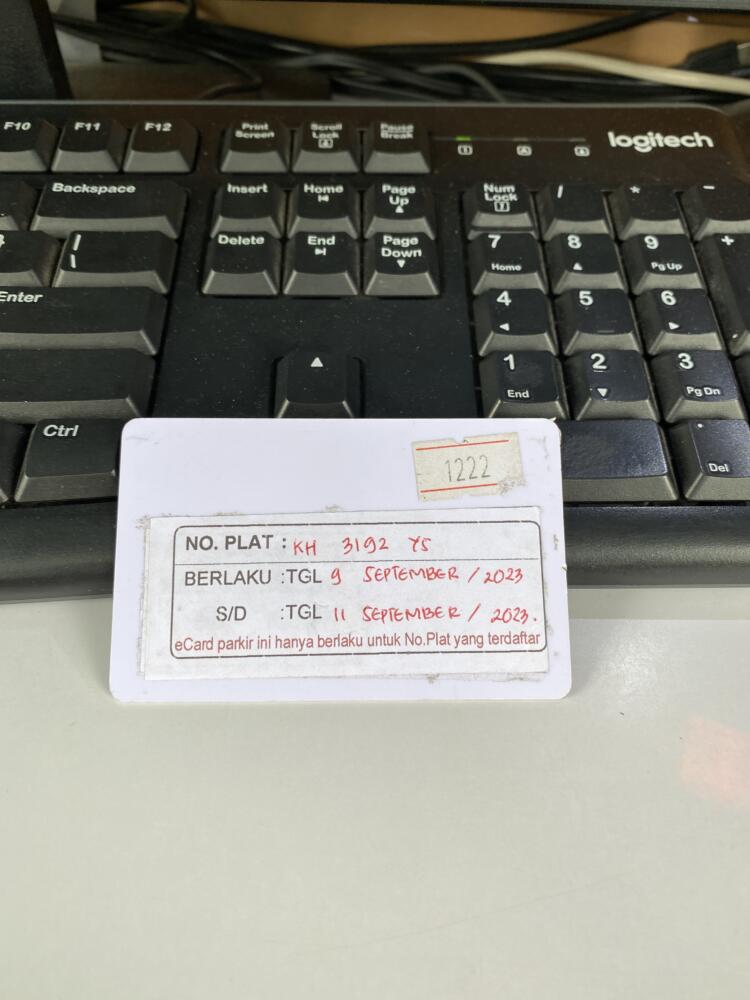 F10 F11 F12 Print Screen Scroll Lock Pause Break logitech
Backspace Insert Home Page Up Num Lock / * -
Delete End Page Down 7 Home 8 9 Pg Up +
Enter 4 5 6
1 End 2 3 Pg Dn
Ctrl . Del
1222
NO. PLAT : KH 3192 YS
BERLAKU :TGL 9 SEPTEMBER / 2023
S/D :TGL 11 SEPTEMBER / 2023.
eCard parkir ini hanya berlaku untuk No.Plat yang terdaftar